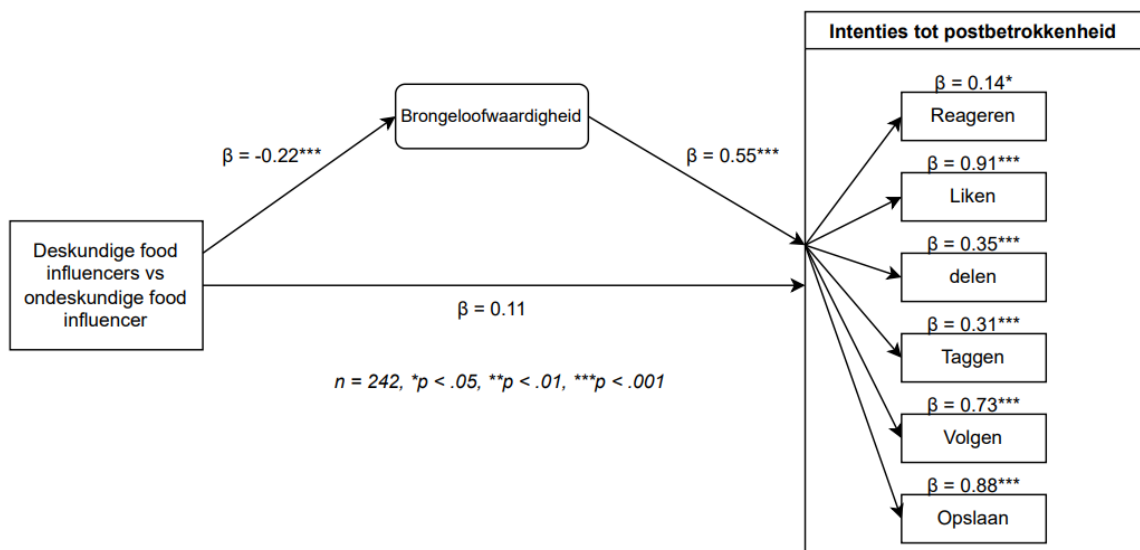 Intenties tot postbetrokkenheid
β = 0.14*
Reageren
Brongeloofwaardigheid
β = -0.22***
β = 0.55***
β = 0.91***
Liken
Deskundige food
influencers vs
ondeskundige food
influencer
β = 0.35***
delen
β = 0.11
β = 0.31***
Taggen
n = 242, *p < .05, **p < .01, ***p < .001
β = 0.73***
Volgen
β = 0.88***
Opslaan